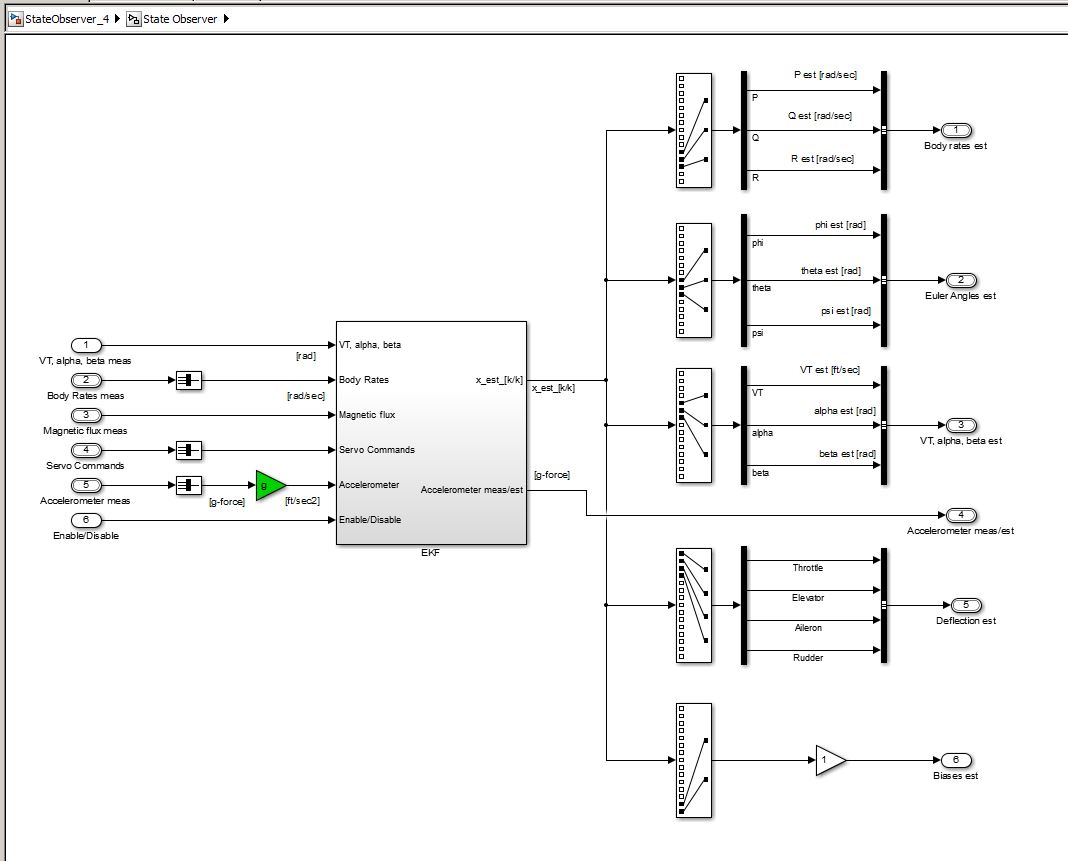 StateObserver_4 State Observer
1
VT, alpha, beta meas
[rad]
2
Body Rates meas
[rad/sec]
3
Magnetic flux meas
4
Servo Commands
5
Accelerometer meas
[g-force]
g
[ft/sec2]
6
Enable/Disable
VT, alpha, beta
Body Rates
Magnetic flux
Servo Commands
Accelerometer
Enable/Disable
x_est_[k/k]
Accelerometer meas/est
EKF
x_est_[k/k]
[g-force]
P est [rad/sec]
P
Q est [rad/sec]
Q
R est [rad/sec]
R
1
Body rates est
phi est [rad]
phi
theta est [rad]
theta
psi est [rad]
psi
2
Euler Angles est
VT est [ft/sec]
VT
alpha est [rad]
alpha
beta est [rad]
beta
3
VT, alpha, beta est
4
Accelerometer meas/est
Throttle
Elevator
Aileron
Rudder
5
Deflection est
1
6
Biases est